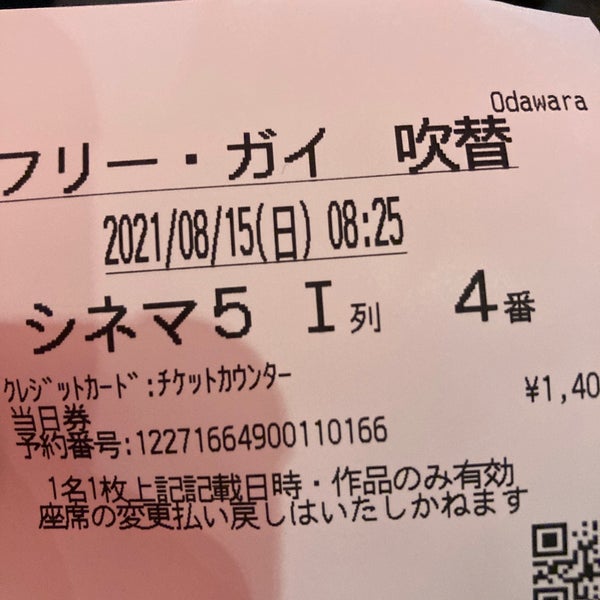 Odawara
フリー・ガイ 吹替
2021/08/15(日) 08:25
シネマ5 I列 4番
クレジットカード:チケットカウンター ¥1,40
当日券
予約番号:12271664900110166
1名1枚上記記載日時・作品のみ有効
座席の変更払い戻しはいたしかねます